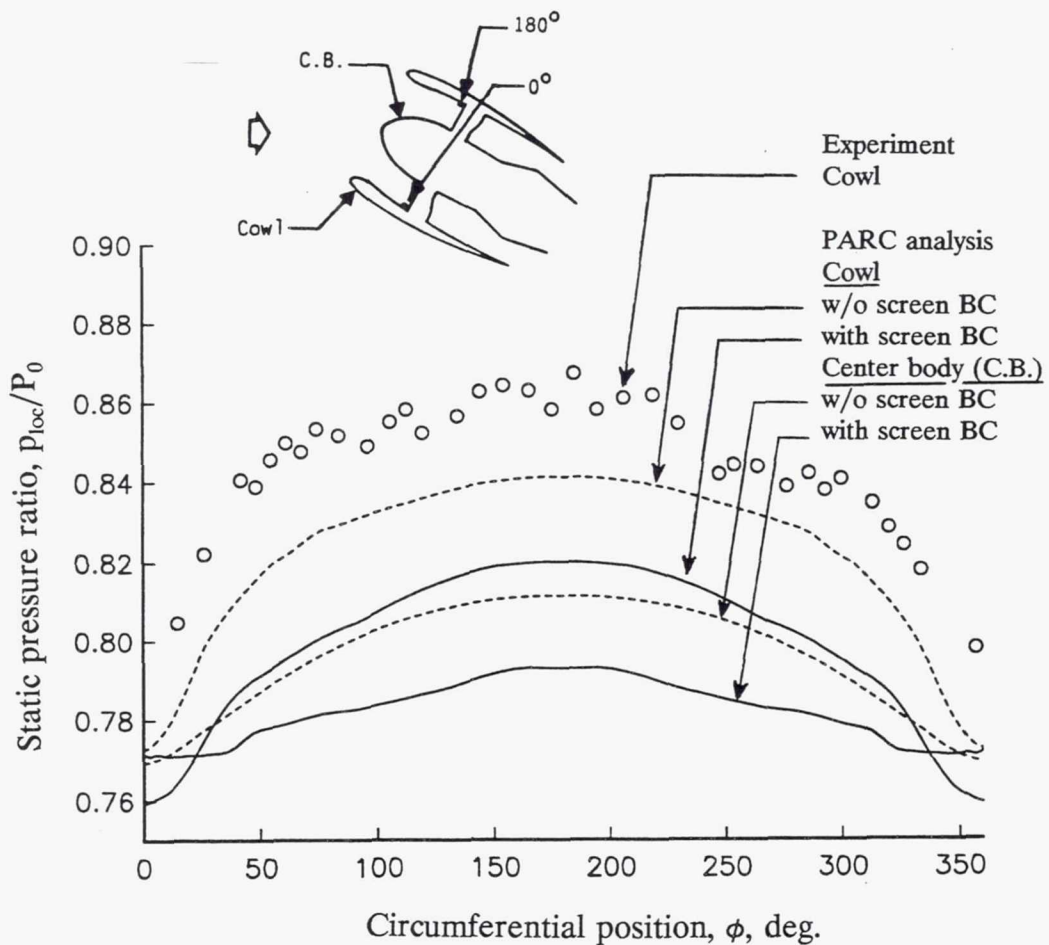 180°
C.B.
0°
Cowl
Experiment
Cowl
PARC analysis
Cowl
w/o screen BC
with screen BC
Center body (C.B.)
w/o screen BC
with screen BC
0.90
0.88
0.86
0.84
0.82
0.80
0.78
0.76
Static pressure ratio, p_loc/P_0
0 50 100 150 200 250 300 350
Circumferential position, ϕ, deg.